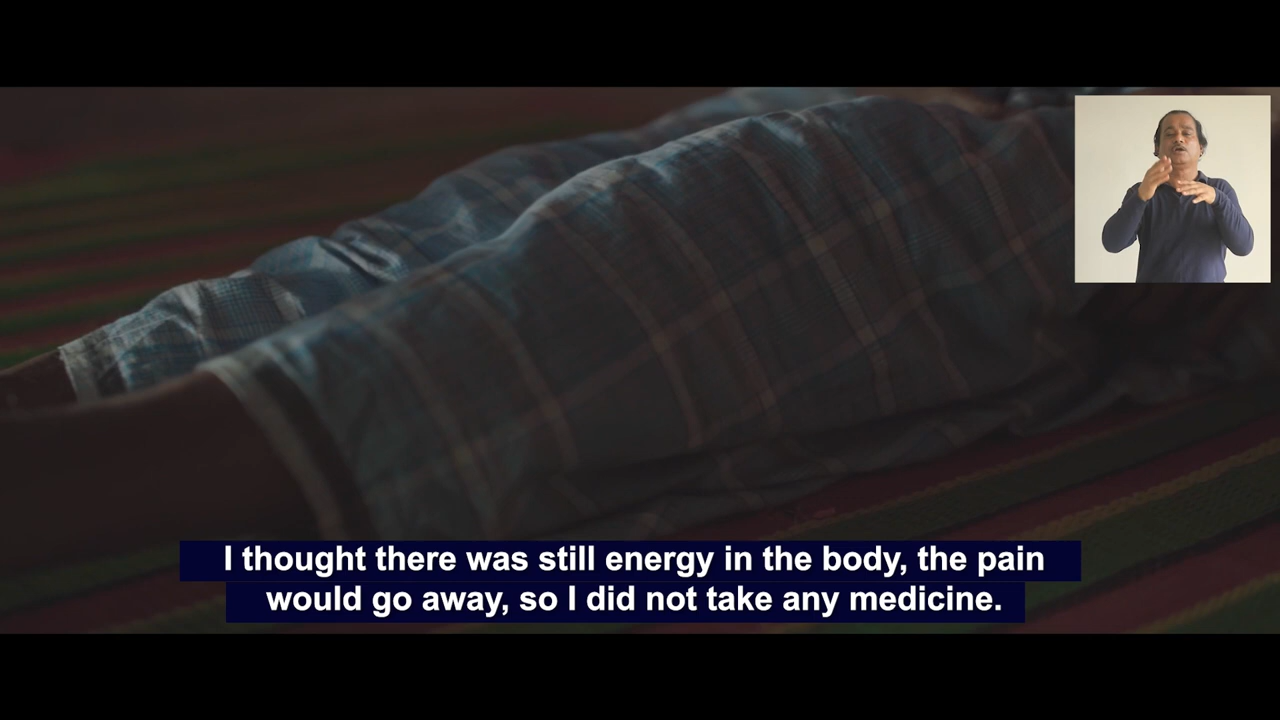 I thought there was still energy in the body, the pain
would go away, so I did not take any medicine.